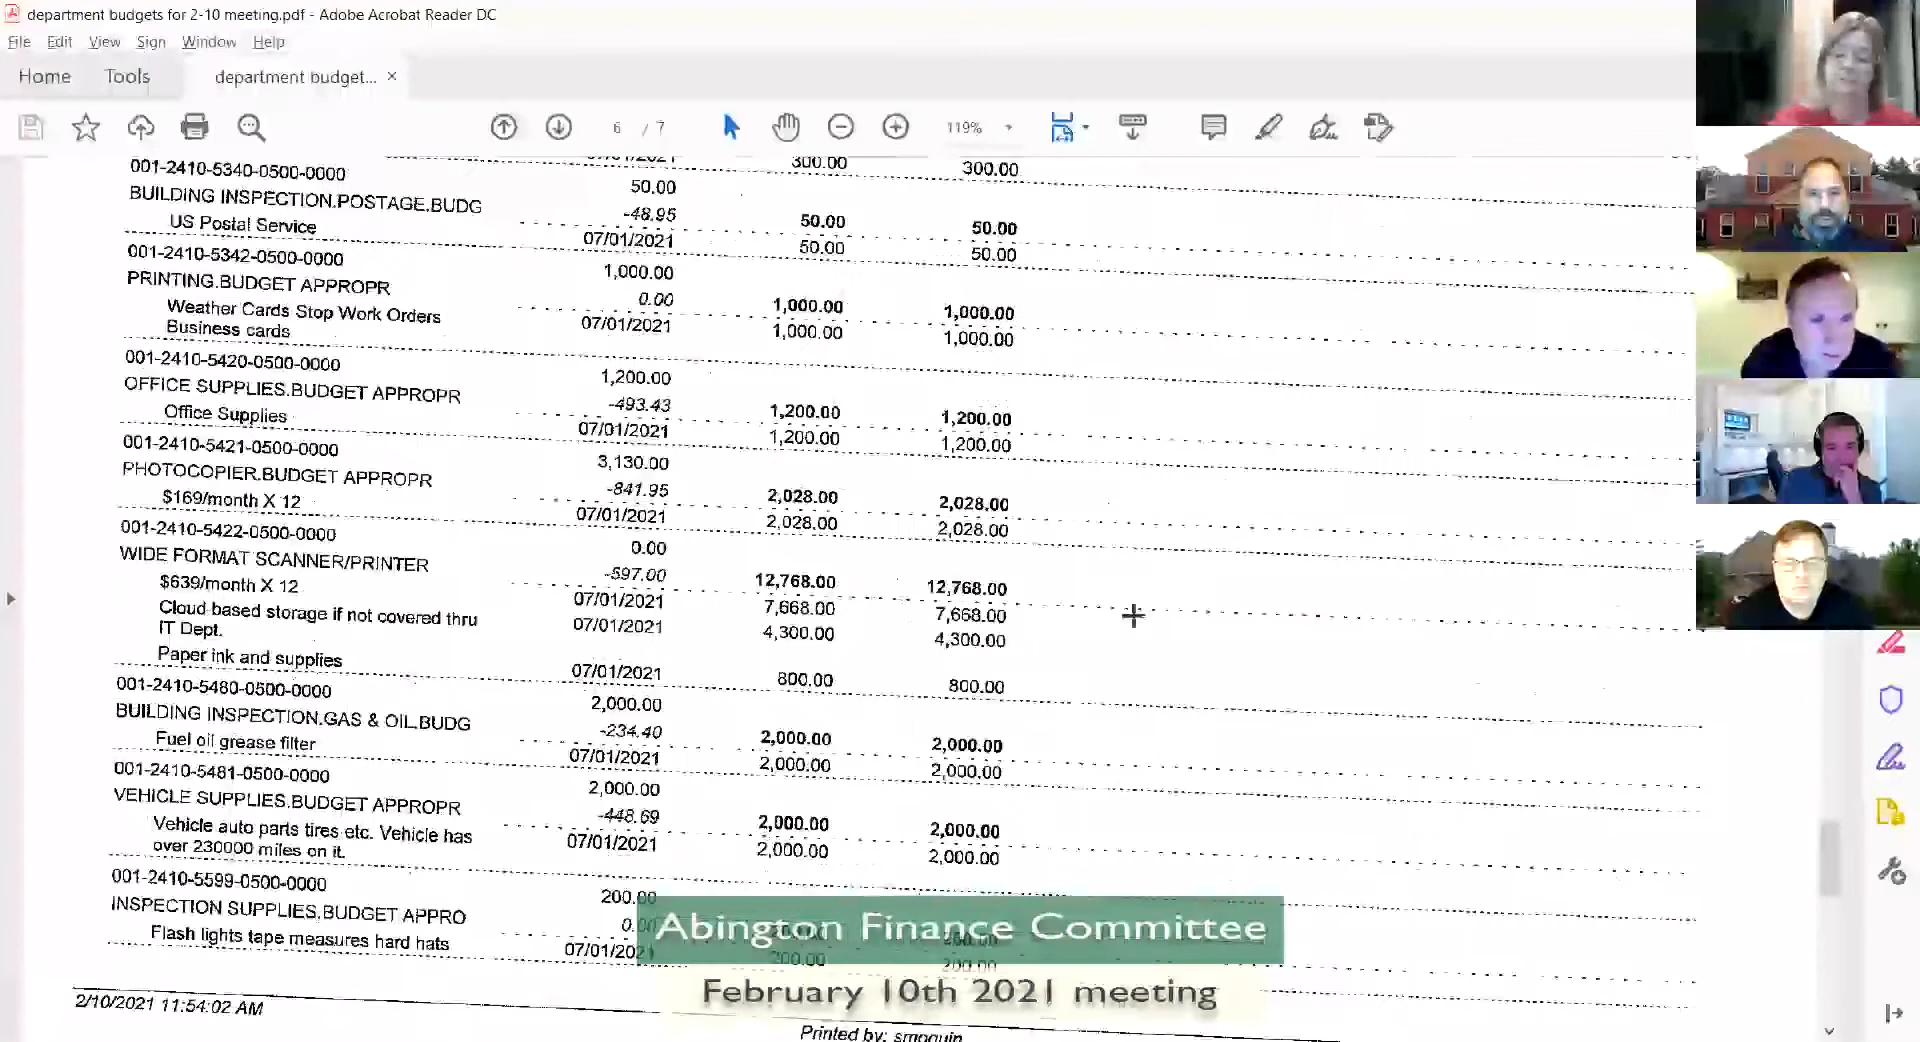 department budgets for 2-10 meeting.pdf - Adobe Acrobat Reader DC
File Edit View Sign Window Help
Home Tools department budget... ×
6 / 7 119%
300.00 300.00
001-2410-5340-0500-0000
BUILDING INSPECTION.POSTAGE.BUDG 50.00
-48.95 50.00 50.00
US Postal Service 07/01/2021 50.00 50.00
001-2410-5342-0500-0000
PRINTING.BUDGET APPROPR 1,000.00
0.00 1,000.00 1,000.00
Weather Cards Stop Work Orders 07/01/2021 1,000.00 1,000.00
Business cards
001-2410-5420-0500-0000
OFFICE SUPPLIES.BUDGET APPROPR 1,200.00
-493.43 1,200.00 1,200.00
Office Supplies 07/01/2021 1,200.00 1,200.00
001-2410-5421-0500-0000
PHOTOCOPIER.BUDGET APPROPR 3,130.00
-841.95 2,028.00 2,028.00
$169/month X 12 07/01/2021 2,028.00 2,028.00
001-2410-5422-0500-0000
WIDE FORMAT SCANNER/PRINTER 0.00
-597.00 12,768.00 12,768.00
$639/month X 12 07/01/2021 7,668.00 7,668.00
Cloud based storage if not covered thru 07/01/2021 4,300.00 4,300.00
IT Dept.
Paper ink and supplies 07/01/2021 800.00 800.00
001-2410-5480-0500-0000
BUILDING INSPECTION.GAS & OIL.BUDG 2,000.00
-234.40 2,000.00 2,000.00
Fuel oil grease filter 07/01/2021 2,000.00 2,000.00
001-2410-5481-0500-0000
VEHICLE SUPPLIES.BUDGET APPROPR 2,000.00
-448.69 2,000.00 2,000.00
Vehicle auto parts tires etc. Vehicle has 07/01/2021 2,000.00 2,000.00
over 230000 miles on it.
001-2410-5599-0500-0000
INSPECTION SUPPLIES.BUDGET APPRO 200.00
Flash lights tape measures hard hats 07/01/2021 200.00 200.00
Abington Finance Committee
February 10th 2021 meeting
2/10/2021 11:54:02 AM
Printed by: smoquin